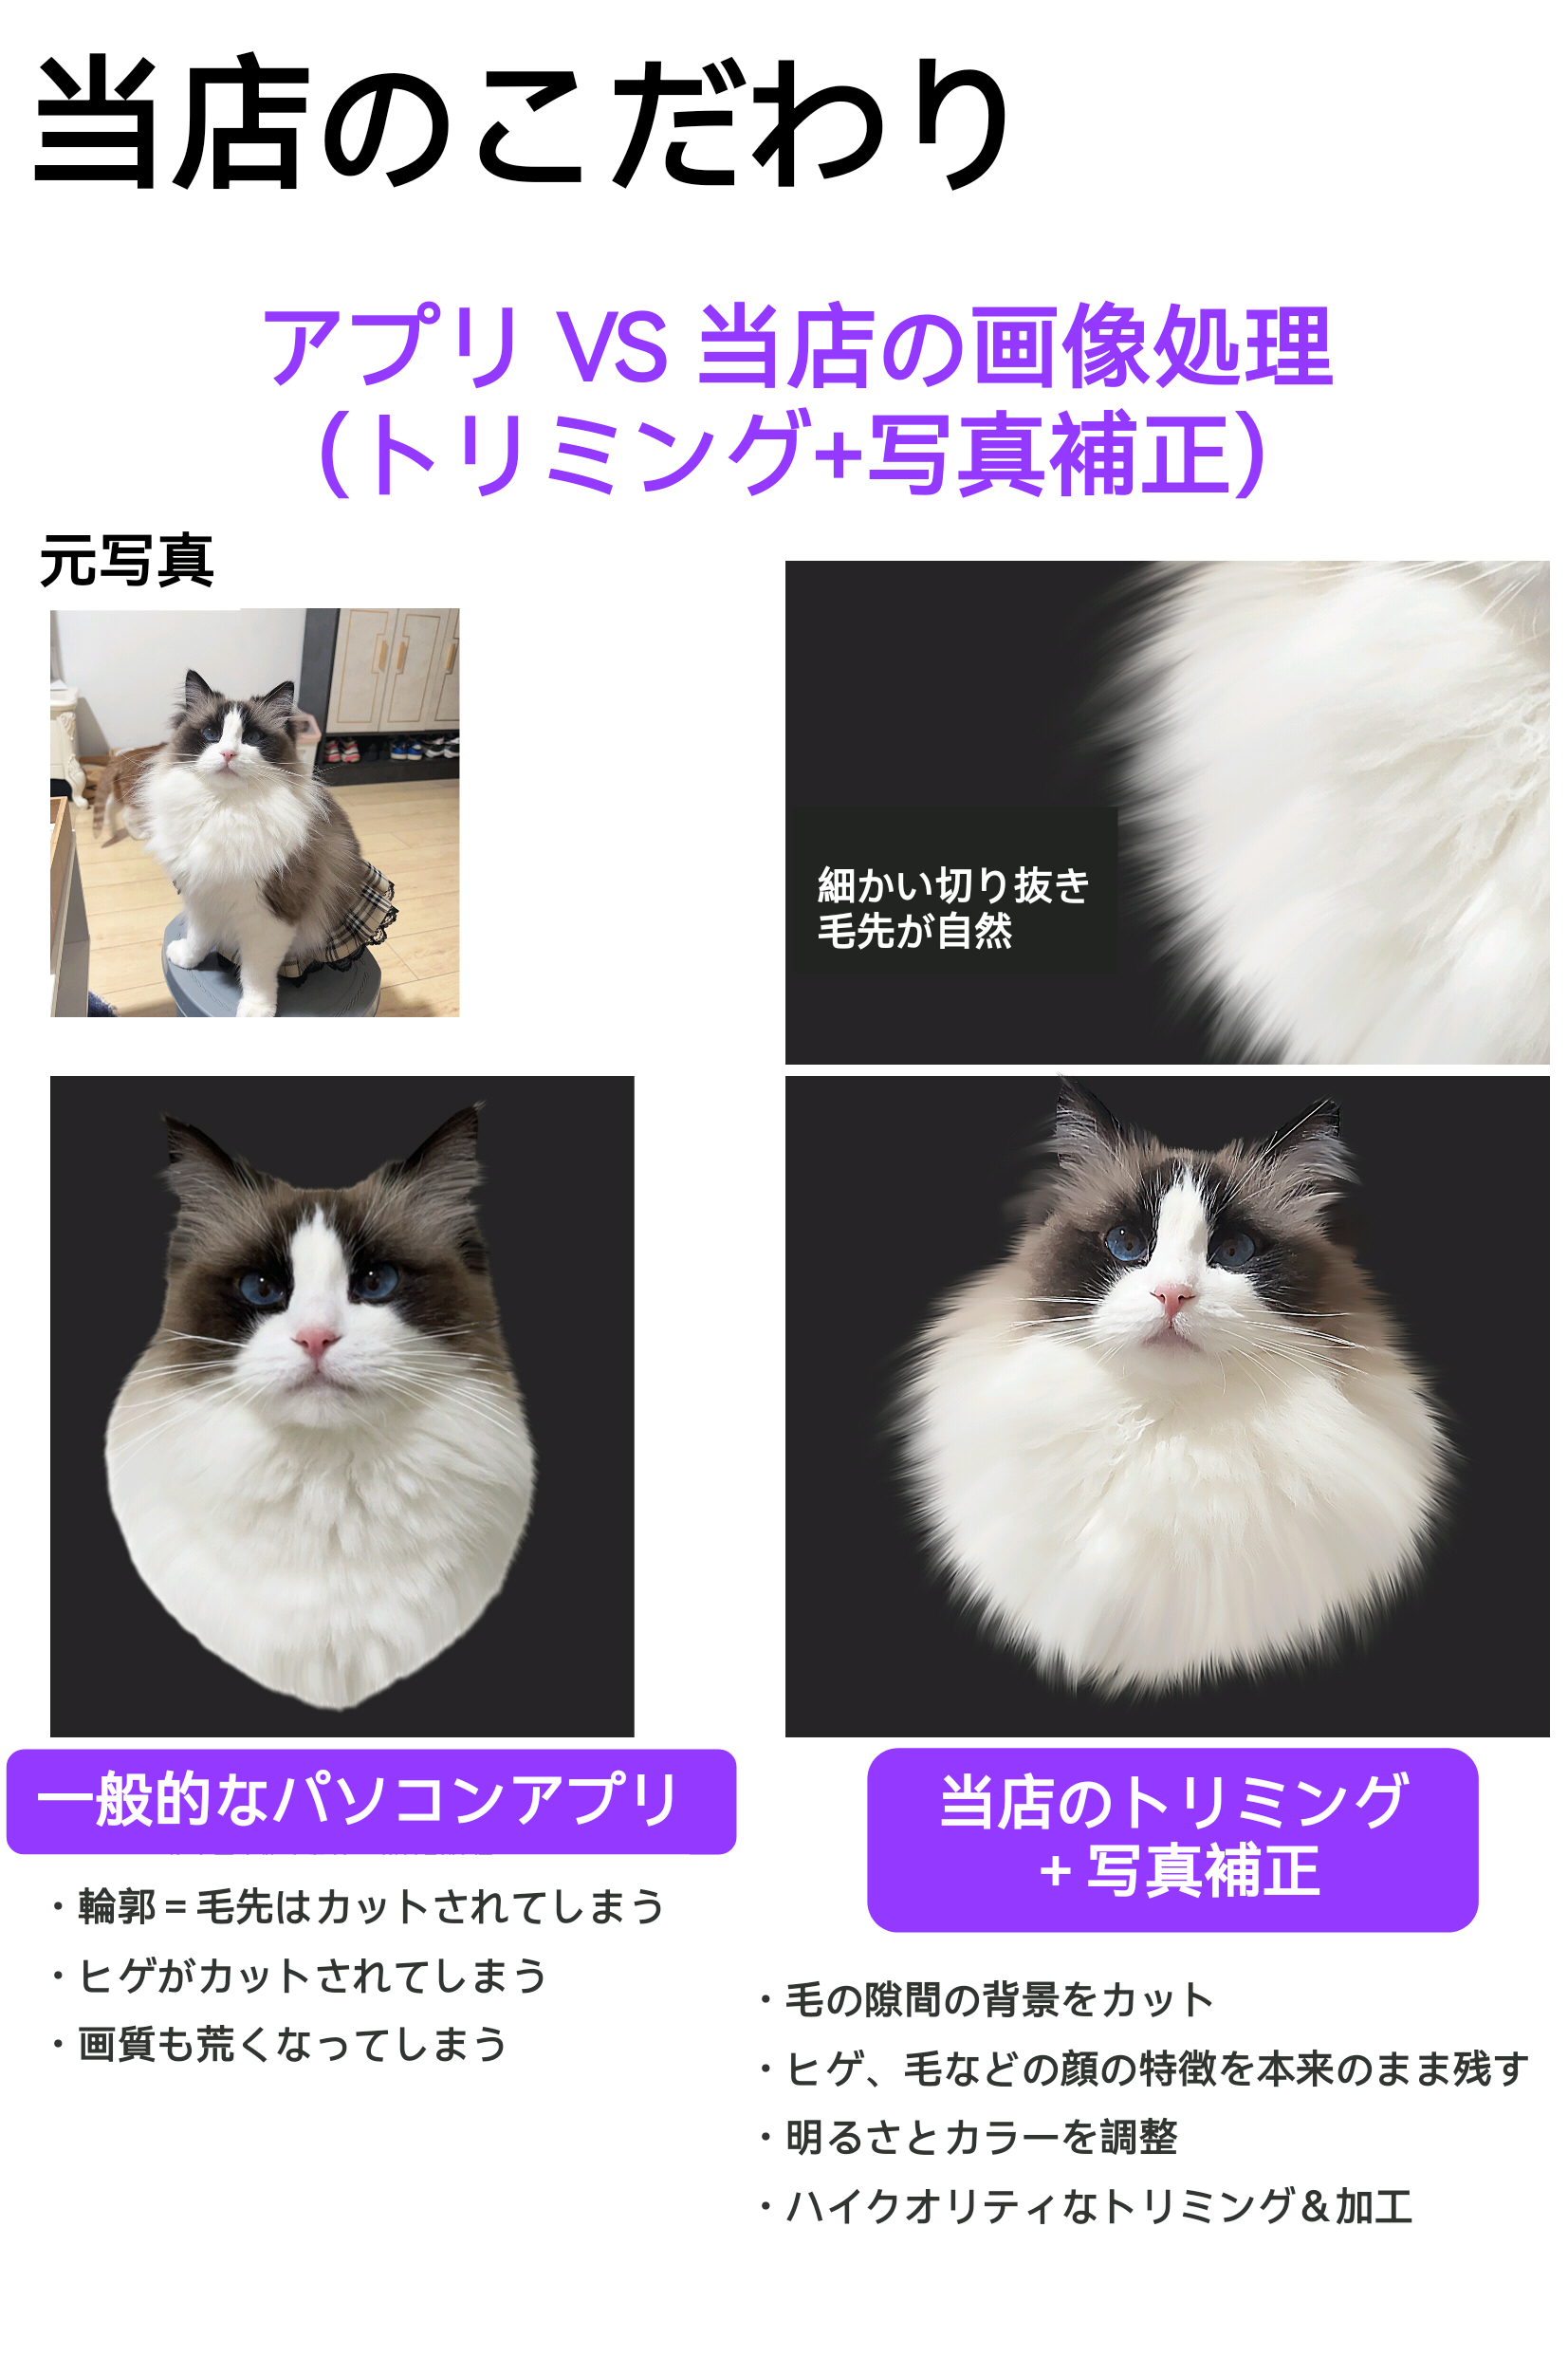 当店のこだわり
アプリ VS 当店の画像処理
（トリミング+写真補正）
元写真
細かい切り抜き
毛先が自然
一般的なパソコンアプリ
・輪郭 = 毛先はカットされてしまう
・ヒゲがカットされてしまう
・画質も荒くなってしまう
当店のトリミング
+ 写真補正
・毛の隙間の背景をカット
・ヒゲ、毛などの顔の特徴を本来のまま残す
・明るさとカラーを調整
・ハイクオリティなトリミング＆加工